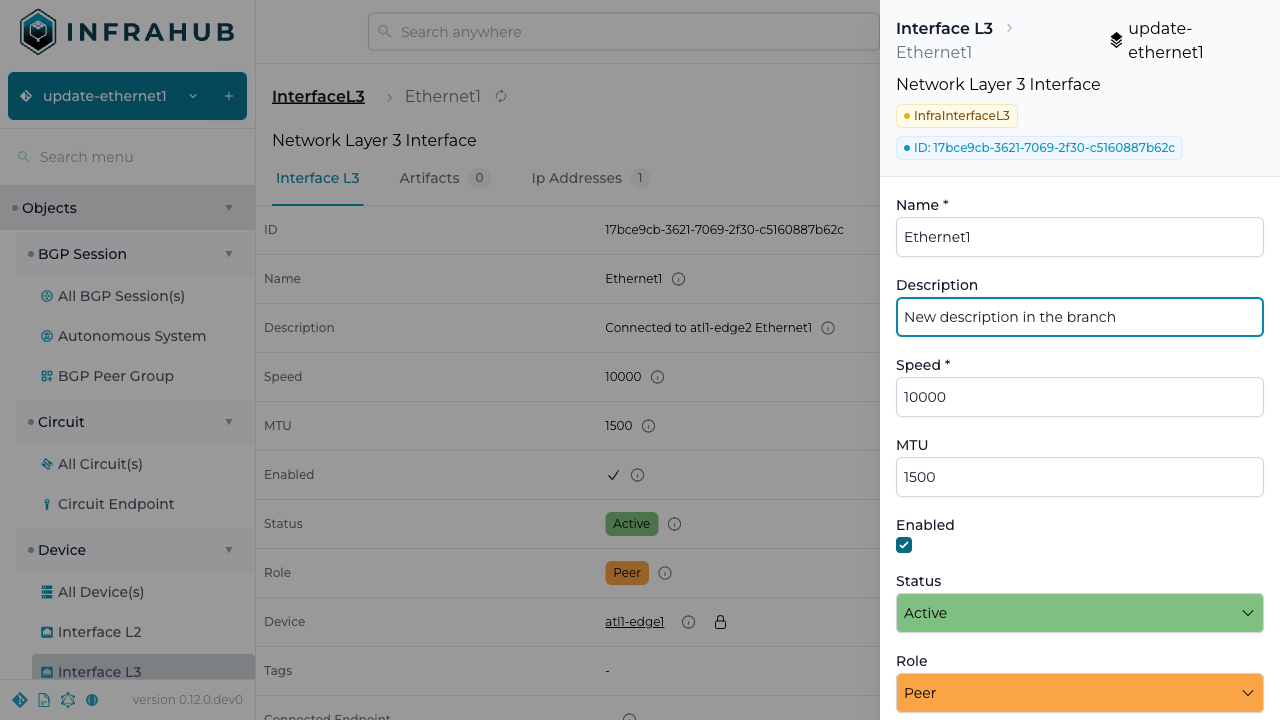 INFRAHUB
update-ethernet1
Search menu
Objects
BGP Session
All BGP Session(s)
Autonomous System
BGP Peer Group
Circuit
All Circuit(s)
Circuit Endpoint
Device
All Device(s)
Interface L2
Interface L3
version 0.12.0.dev0
Search anywhere
InterfaceL3 > Ethernet1
Network Layer 3 Interface
Interface L3 Artifacts 0 Ip Addresses 1
ID 17bce9cb-3621-7069-2f30-c5160887b62c
Name Ethernet1
Description Connected to atl1-edge2 Ethernet1
Speed 10000
MTU 1500
Enabled
Status Active
Role Peer
Device atl1-edge1
Tags -
Connected Endpoint
Interface L3 >
Ethernet1
update-
ethernet1
Network Layer 3 Interface
InfraInterfaceL3
ID: 17bce9cb-3621-7069-2f30-c5160887b62c
Name *
Ethernet1
Description
New description in the branch
Speed *
10000
MTU
1500
Enabled
Status
Active
Role
Peer